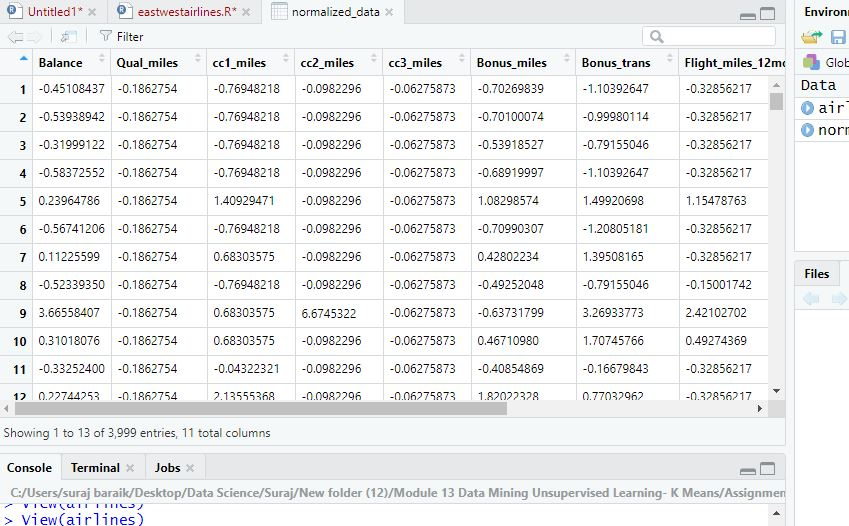 Untitled1* × eastwestairlines.R* × normalized_data × Environ
Filter
Balance Qual_miles cc1_miles cc2_miles cc3_miles Bonus_miles Bonus_trans Flight_miles_12mo Glob
Data
1 -0.45108437 -0.1862754 -0.76948218 -0.0982296 -0.06275873 -0.70269839 -1.10392647 -0.32856217 airl
2 -0.53938942 -0.1862754 -0.76948218 -0.0982296 -0.06275873 -0.70100074 -0.99980114 -0.32856217 norm
3 -0.31999122 -0.1862754 -0.76948218 -0.0982296 -0.06275873 -0.53918527 -0.79155046 -0.32856217
4 -0.58372552 -0.1862754 -0.76948218 -0.0982296 -0.06275873 -0.68919997 -1.10392647 -0.32856217
5 0.23964786 -0.1862754 1.40929471 -0.0982296 -0.06275873 1.08298574 1.49920698 1.15478763
6 -0.56741206 -0.1862754 -0.76948218 -0.0982296 -0.06275873 -0.70990307 -1.20805181 -0.32856217
7 0.11225599 -0.1862754 0.68303575 -0.0982296 -0.06275873 0.42802234 1.39508165 -0.32856217 Files
8 -0.52339350 -0.1862754 -0.76948218 -0.0982296 -0.06275873 -0.49252048 -0.79155046 -0.15001742
9 3.66558407 -0.1862754 0.68303575 6.6745322 -0.06275873 -0.63731799 3.26933773 2.42102702
10 0.31018076 -0.1862754 0.68303575 -0.0982296 -0.06275873 0.46710980 1.70745766 0.49274369
11 -0.33252400 -0.1862754 -0.04322321 -0.0982296 -0.06275873 -0.40854869 -0.16679843 -0.32856217
12 0.22744253 -0.1862754 2.13555368 -0.0982296 -0.06275873 1.82022328 0.77032962 -0.32856217
Showing 1 to 13 of 3,999 entries, 11 total columns
Console Terminal × Jobs ×
C:/Users/suraj baraik/Desktop/Data Science/Suraj/New folder (12)/Module 13 Data Mining Unsupervised Learning- K Means/Assignmen
> View(airlines)
> View(airlines)